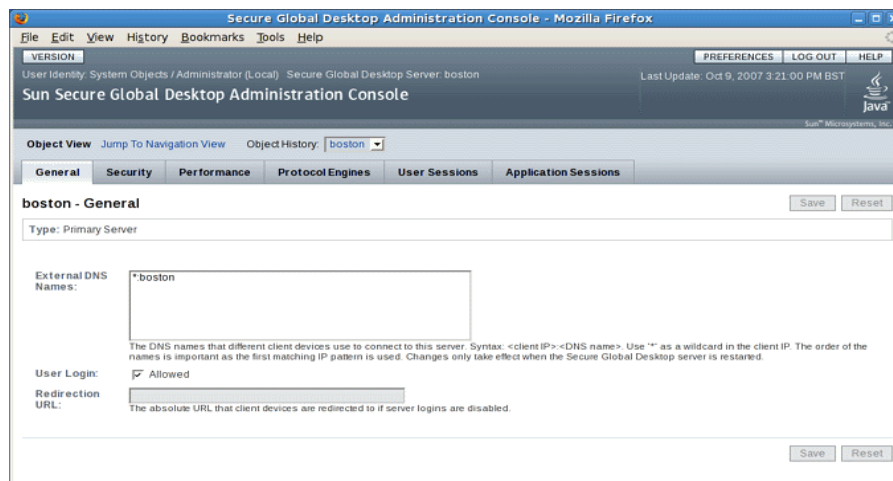 Secure Global Desktop Administration Console - Mozilla Firefox
File Edit View History Bookmarks Tools Help
VERSION PREFERENCES LOG OUT HELP
User Identity: System Objects / Administrator (Local) Secure Global Desktop Server: boston Last Update: Oct 9, 2007 3:21:00 PM BST
Sun Secure Global Desktop Administration Console
Java
Sun™ Microsystems, Inc.
Object View Jump To Navigation View Object History: boston
General Security Performance Protocol Engines User Sessions Application Sessions
boston - General Save Reset
Type: Primary Server
External DNS Names: *:boston
The DNS names that different client devices use to connect to this server. Syntax: <client IP>:<DNS name>. Use '*' as a wildcard in the client IP. The order of the
names is important as the first matching IP pattern is used. Changes only take effect when the Secure Global Desktop server is restarted.
User Login: Allowed
Redirection URL:
The absolute URL that client devices are redirected to if server logins are disabled.
Save Reset